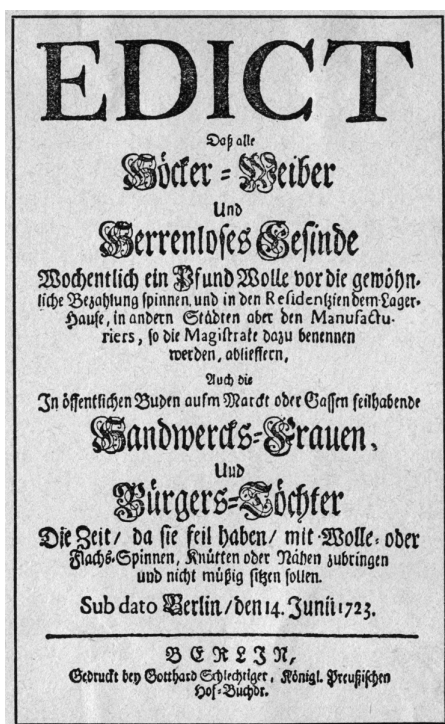 EDICT
Daß alle
Höcker-Weiber
Und
Herrenloses Gesinde
Wochentlich ein Pfund Wolle vor die gewöhn-
liche Bezahlung spinnen, und in den Residentzien dem Lager-
Hause, in andern Städten aber den Manufactu-
riers, so die Magistrate dazu benennen
werden, abliefern,
Auch die
In öffentlichen Buden aufm Marckt oder Gassen feilhabende
Handwercks-Frauen,
Und
Bürgers-Töchter
Die Zeit/ da sie feil haben/ mit Wolle- oder
Flachs-Spinnen, Knütten oder Nähen zubringen
und nicht müßig sitzen sollen.
Sub dato Berlin/ den 14. Junii 1723.
BERLIN,
Gedruckt bey Gotthard Schlechtiger, Königl. Preußischen
Hof-Buchdr.